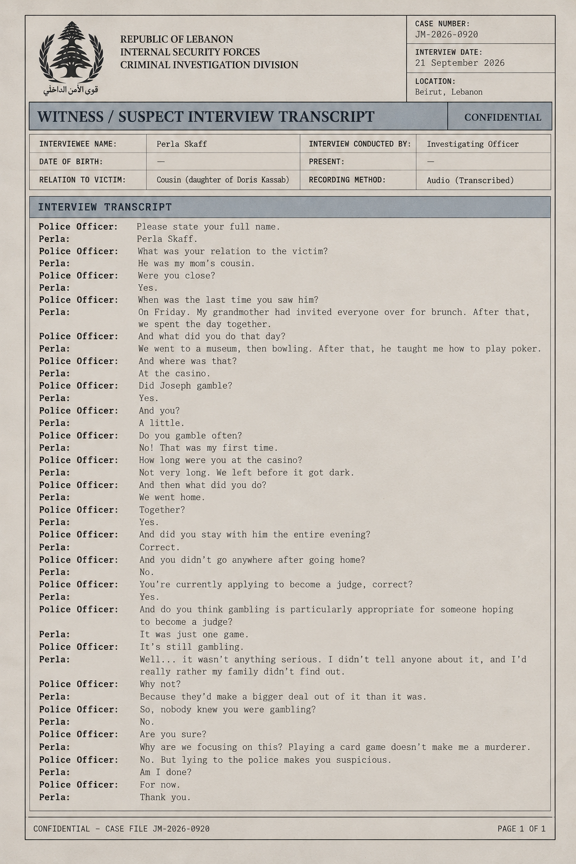 REPUBLIC OF LEBANON
INTERNAL SECURITY FORCES
CRIMINAL INVESTIGATION DIVISION
قوى الأمن الداخلي
CASE NUMBER:
JM-2026-0920
INTERVIEW DATE:
21 September 2026
LOCATION:
Beirut, Lebanon
WITNESS / SUSPECT INTERVIEW TRANSCRIPT
CONFIDENTIAL
INTERVIEWEE NAME: Perla Skaff INTERVIEW CONDUCTED BY: Investigating Officer
DATE OF BIRTH: — PRESENT: —
RELATION TO VICTIM: Cousin (daughter of Doris Kassab) RECORDING METHOD: Audio (Transcribed)
INTERVIEW TRANSCRIPT
Police Officer: Please state your full name.
Perla: Perla Skaff.
Police Officer: What was your relation to the victim?
Perla: He was my mom's cousin.
Police Officer: Were you close?
Perla: Yes.
Police Officer: When was the last time you saw him?
Perla: On Friday. My grandmother had invited everyone over for brunch. After that,
we spent the day together.
Police Officer: And what did you do that day?
Perla: We went to a museum, then bowling. After that, he taught me how to play poker.
Police Officer: And where was that?
Perla: At the casino.
Police Officer: Did Joseph gamble?
Perla: Yes.
Police Officer: And you?
Perla: A little.
Police Officer: Do you gamble often?
Perla: No! That was my first time.
Police Officer: How long were you at the casino?
Perla: Not very long. We left before it got dark.
Police Officer: And then what did you do?
Perla: We went home.
Police Officer: Together?
Perla: Yes.
Police Officer: And did you stay with him the entire evening?
Perla: Correct.
Police Officer: And you didn't go anywhere after going home?
Perla: No.
Police Officer: You're currently applying to become a judge, correct?
Perla: Yes.
Police Officer: And do you think gambling is particularly appropriate for someone hoping
to become a judge?
Perla: It was just one game.
Police Officer: It's still gambling.
Perla: Well... it wasn't anything serious. I didn't tell anyone about it, and I'd
really rather my family didn't find out.
Police Officer: Why not?
Perla: Because they'd make a bigger deal out of it than it was.
Police Officer: So, nobody knew you were gambling?
Perla: No.
Police Officer: Are you sure?
Perla: Why are we focusing on this? Playing a card game doesn't make me a murderer.
Police Officer: No. But lying to the police makes you suspicious.
Perla: Am I done?
Police Officer: For now.
Perla: Thank you.
CONFIDENTIAL – CASE FILE JM-2026-0920
PAGE 1 OF 1